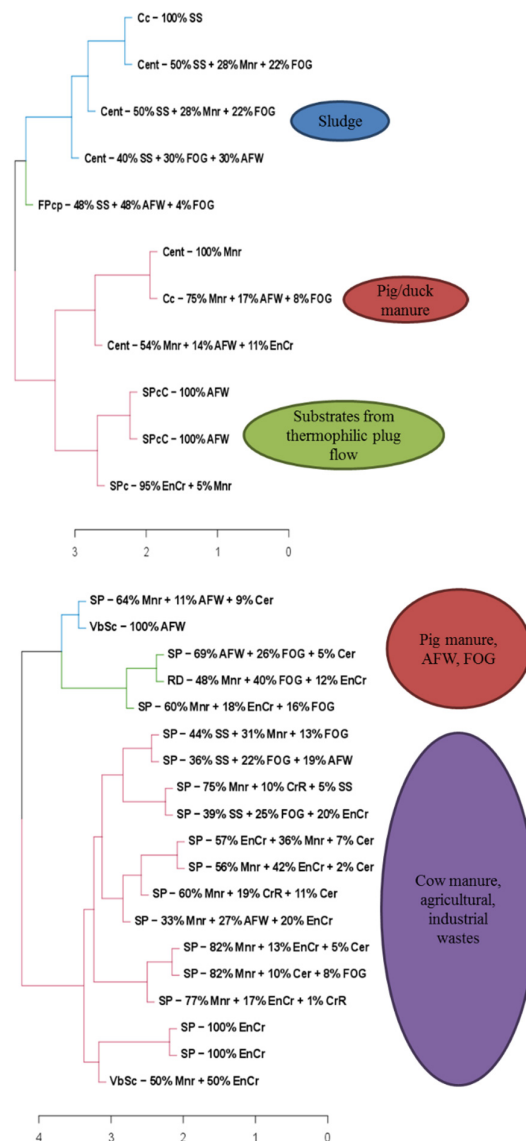 Cc – 100% SS
Cent – 50% SS + 28% Mnr + 22% FOG
Cent – 50% SS + 28% Mnr + 22% FOG
Sludge
Cent – 40% SS + 30% FOG + 30% AFW
FPcp – 48% SS + 48% AFW + 4% FOG
Cent – 100% Mnr
Cc – 75% Mnr + 17% AFW + 8% FOG
Pig/duck
manure
Cent – 54% Mnr + 14% AFW + 11% EnCr
SPcC – 100% AFW
SPcC – 100% AFW
Substrates from
thermophilic plug
flow
SPc – 95% EnCr + 5% Mnr
3 2 1 0
SP – 64% Mnr + 11% AFW + 9% Cer
VbSc – 100% AFW
SP – 69% AFW + 26% FOG + 5% Cer
RD – 48% Mnr + 40% FOG + 12% EnCr
SP – 60% Mnr + 18% EnCr + 16% FOG
Pig manure,
AFW, FOG
SP – 44% SS + 31% Mnr + 13% FOG
SP – 36% SS + 22% FOG + 19% AFW
SP – 75% Mnr + 10% CrR + 5% SS
SP – 39% SS + 25% FOG + 20% EnCr
SP – 57% EnCr + 36% Mnr + 7% Cer
SP – 56% Mnr + 42% EnCr + 2% Cer
SP – 60% Mnr + 19% CrR + 11% Cer
SP – 33% Mnr + 27% AFW + 20% EnCr
SP – 82% Mnr + 13% EnCr + 5% Cer
SP – 82% Mnr + 10% Cer + 8% FOG
SP – 77% Mnr + 17% EnCr + 1% CrR
SP – 100% EnCr
SP – 100% EnCr
VbSc – 50% Mnr + 50% EnCr
Cow manure,
agricultural,
industrial
wastes
4 3 2 1 0